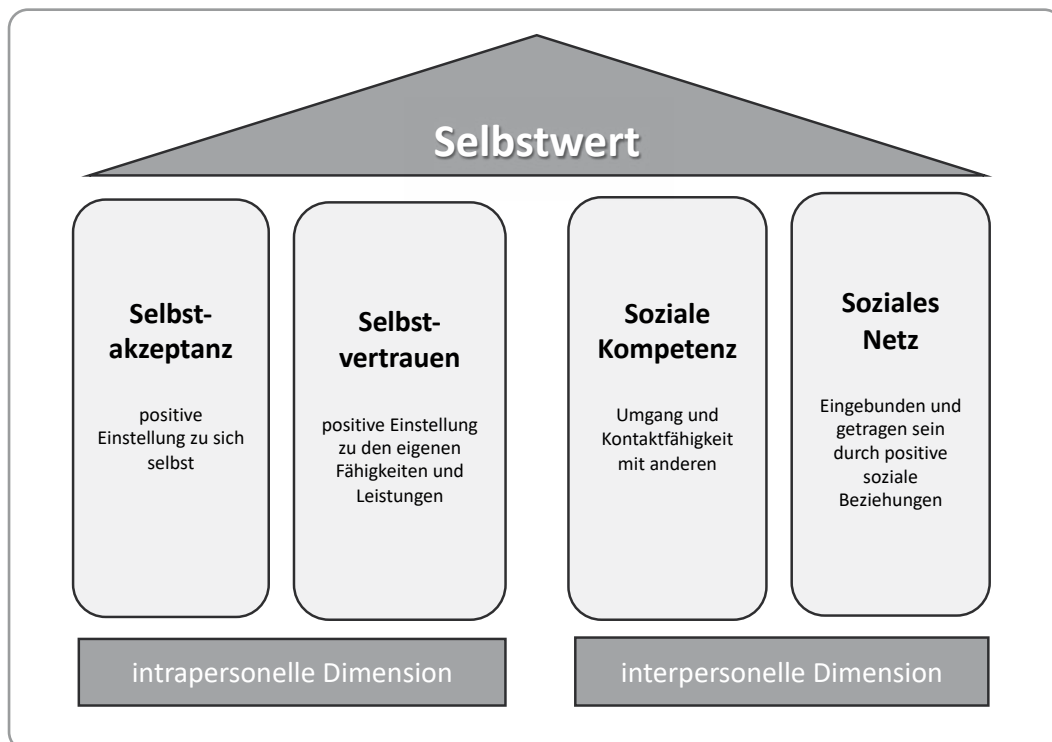 Selbstwert
Selbst-
akzeptanz
positive
Einstellung zu sich
selbst
Selbst-
vertrauen
positive Einstellung
zu den eigenen
Fähigkeiten und
Leistungen
Soziale
Kompetenz
Umgang und
Kontaktfähigkeit
mit anderen
Soziales
Netz
Eingebunden und
getragen sein
durch positive
soziale
Beziehungen
intrapersonelle Dimension
interpersonelle Dimension